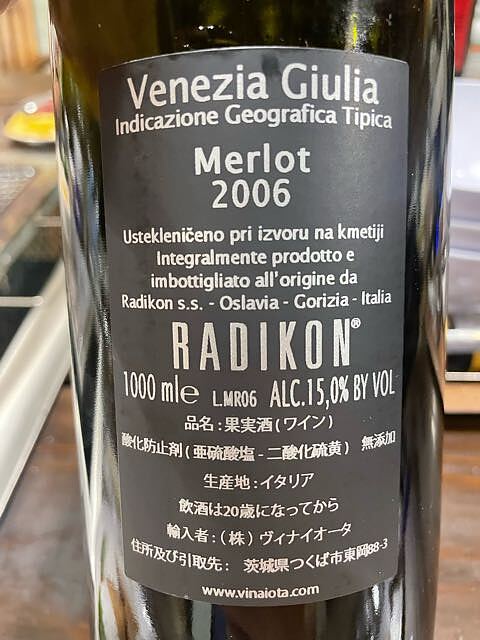 Venezia Giulia
Indicazione Geografica Tipica
Merlot
2006
Ustekleničeno pri izvoru na kmetiji
Integralmente prodotto e
imbottigliato all'origine da
Radikon s.s. - Oslavia - Gorizia - Italia
RADIKON®
1000 ml℮ L.MR06 ALC.15,0% BY VOL
品名：果実酒(ワイン)
酸化防止剤(亜硫酸塩-二酸化硫黄) 無添加
生産地：イタリア
飲酒は20歳になってから
輸入者：(株)ヴィナイオータ
住所及び引取先： 茨城県つくば市東岡88-3
www.vinaiota.com